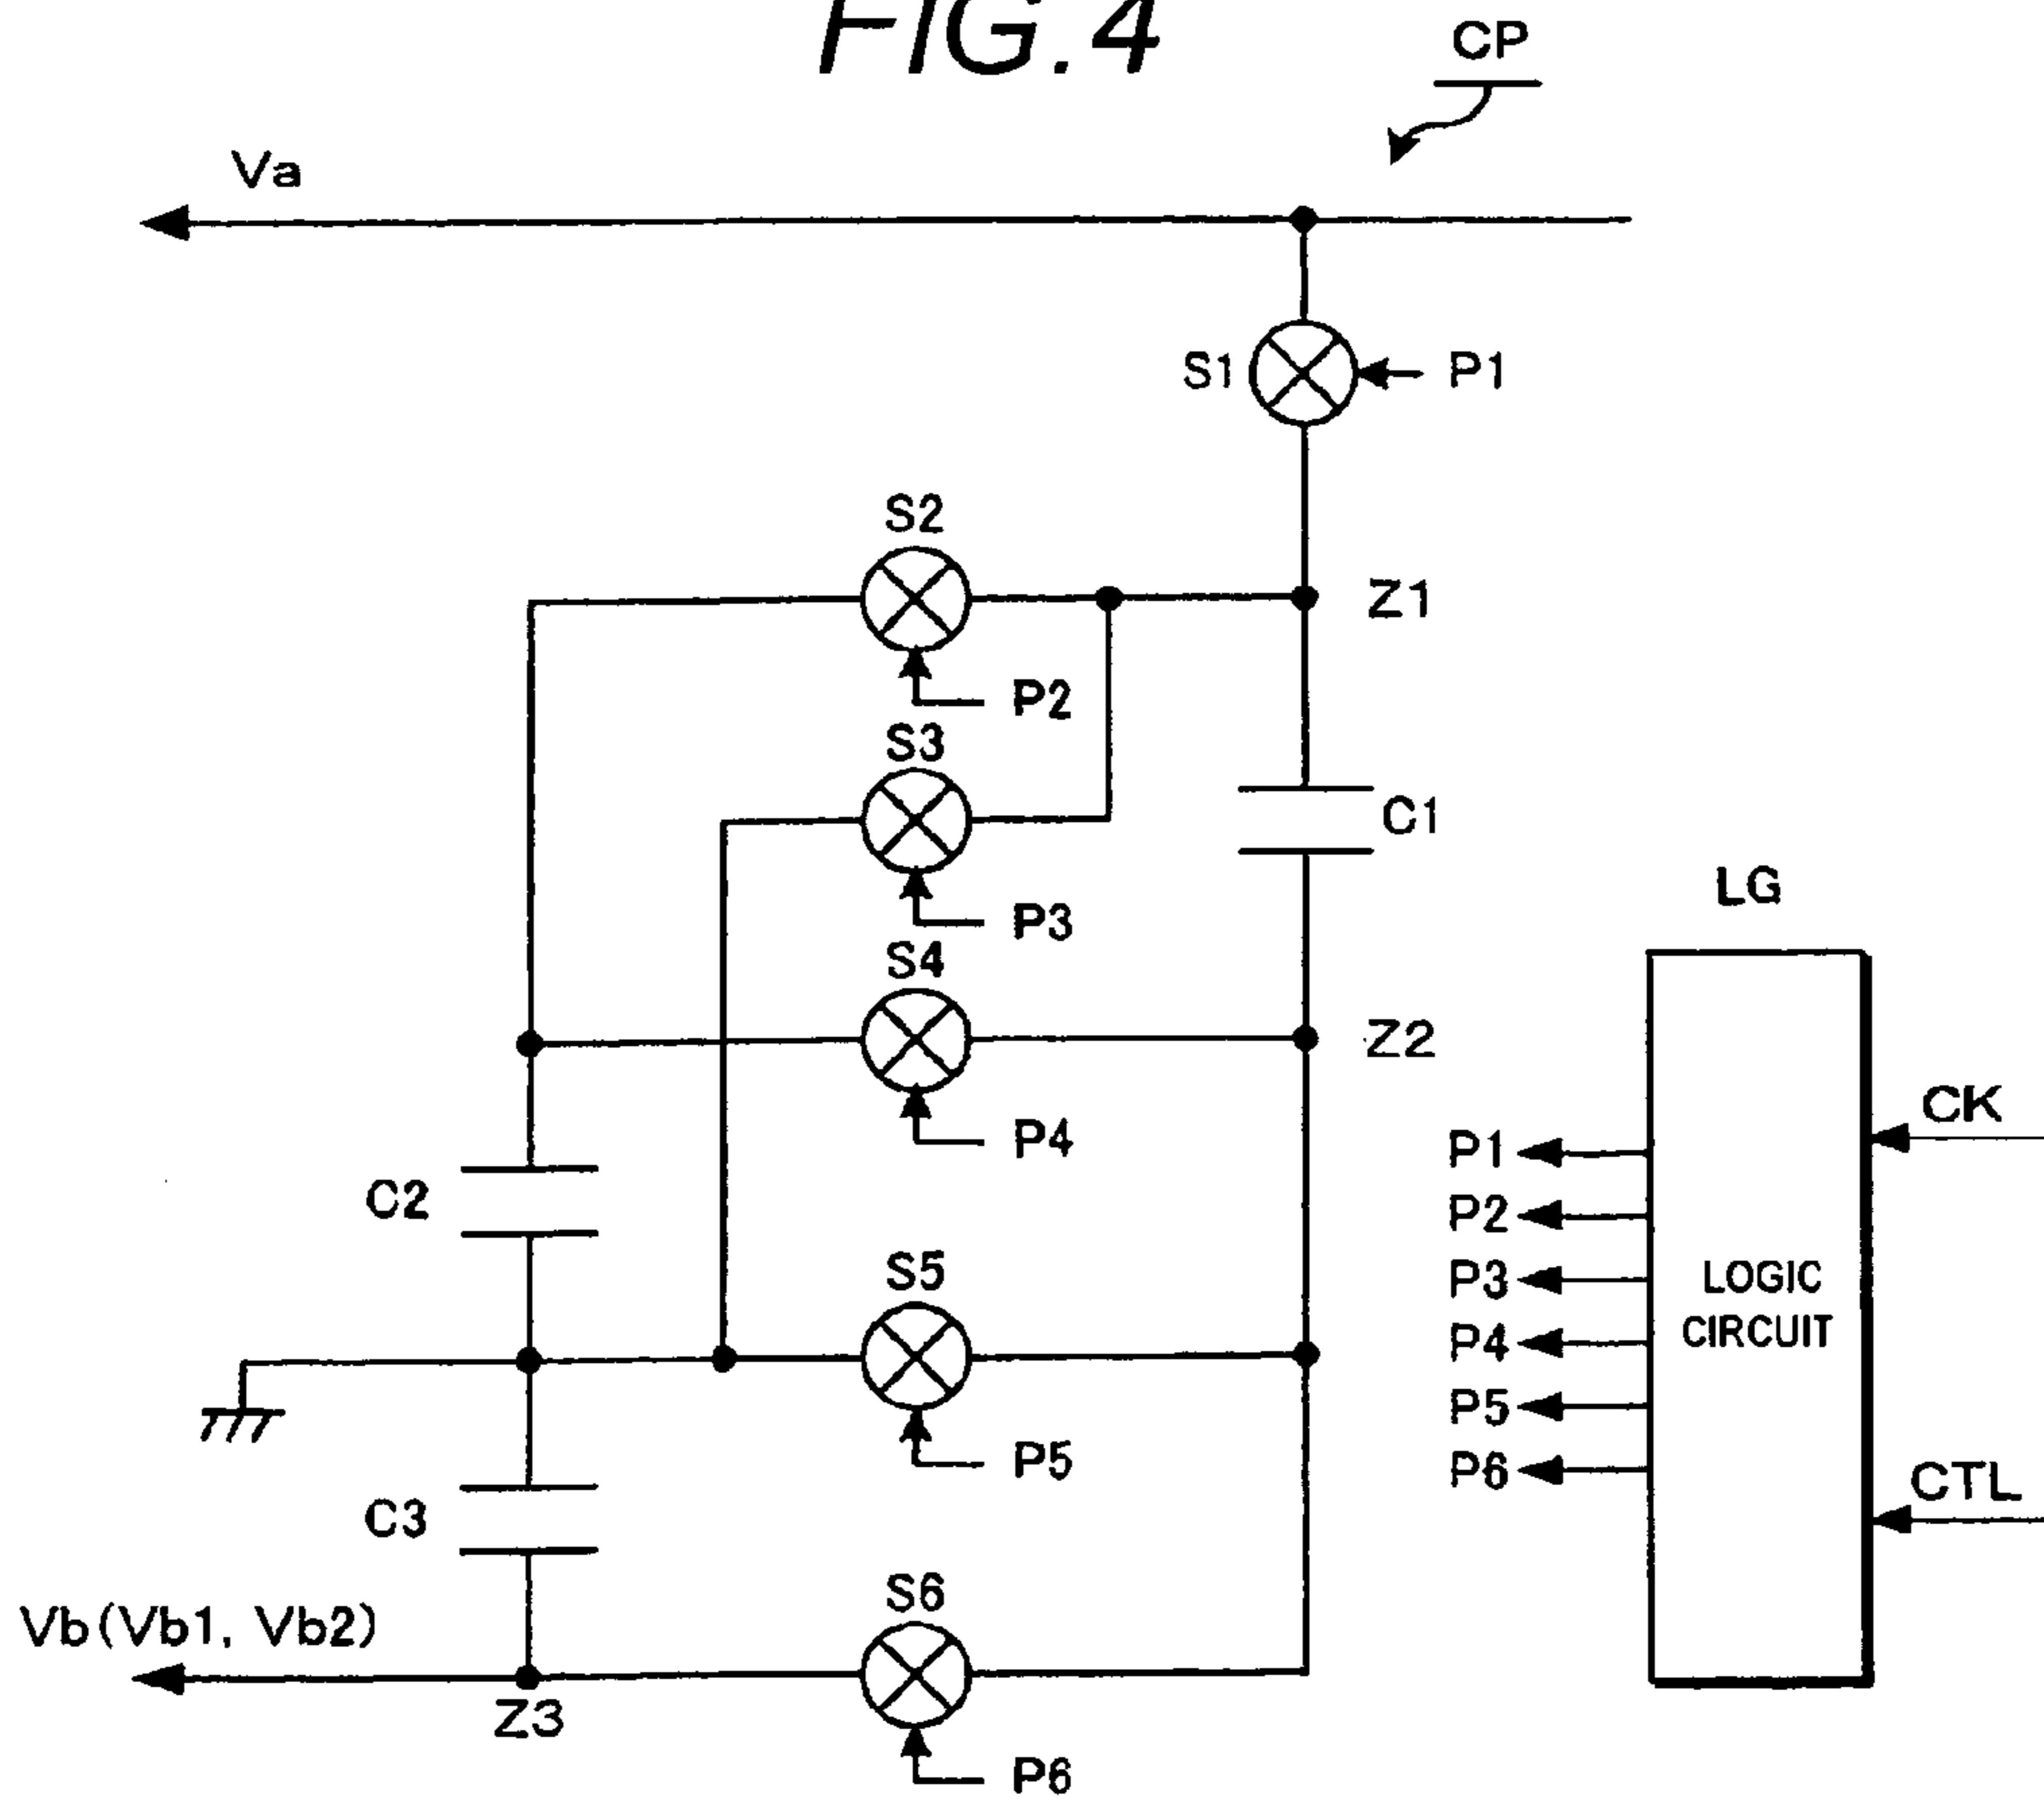 FIG.4
CP
Va
S1
P1
S2
Z1
P2
S3
C1
P3
LG
S4
Z2
P4
CK
C2
P1
P2
P3
P4
P5
P6
LOGIC
CIRCUIT
S5
P5
CTL
C3
S6
Vb(Vb1, Vb2)
Z3
P6